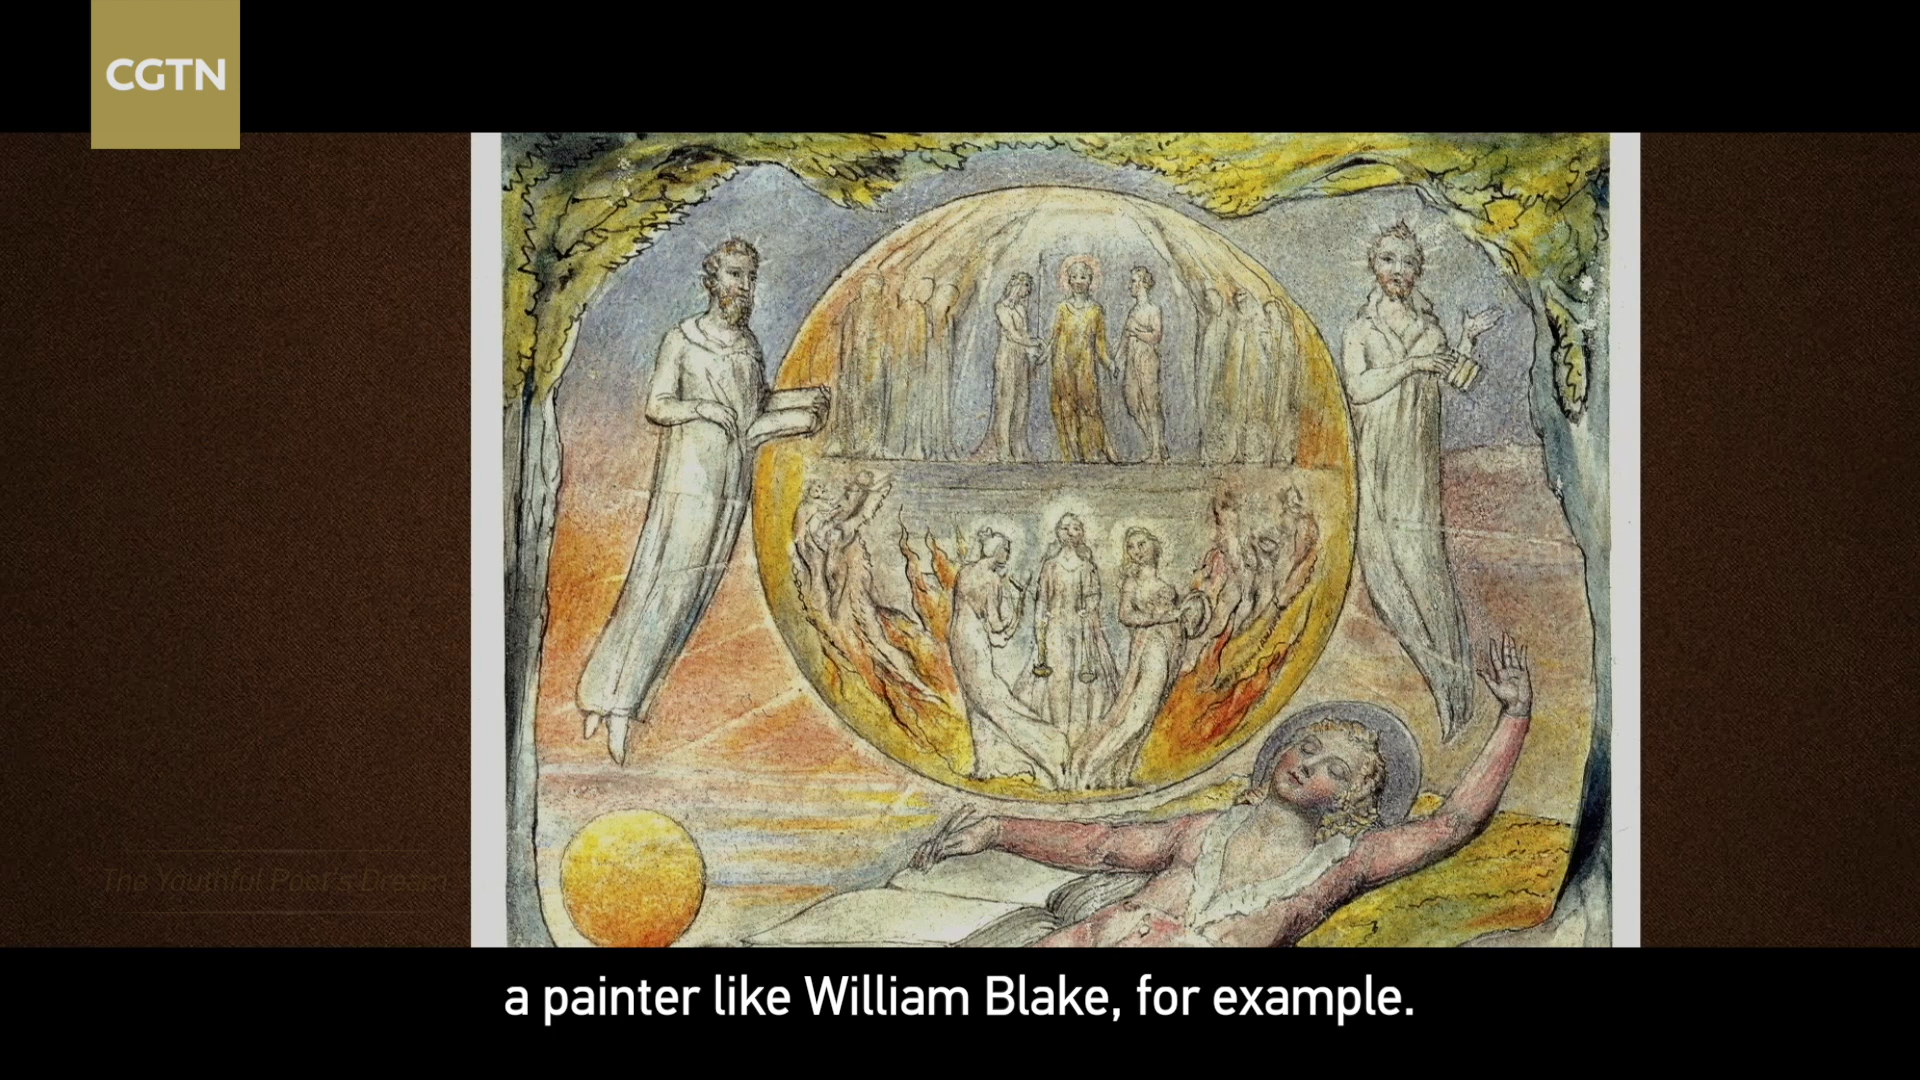 CGTN
The Youthful Poet's Dream
a painter like William Blake, for example.